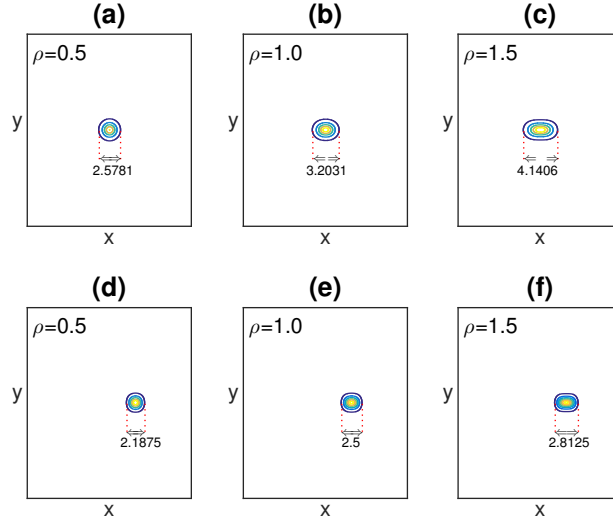 (a)
(b)
(c)
ρ=0.5
ρ=1.0
ρ=1.5
y
y
y
2.5781
3.2031
4.1406
x
x
x
(d)
(e)
(f)
ρ=0.5
ρ=1.0
ρ=1.5
y
y
y
2.1875
2.5
2.8125
x
x
x